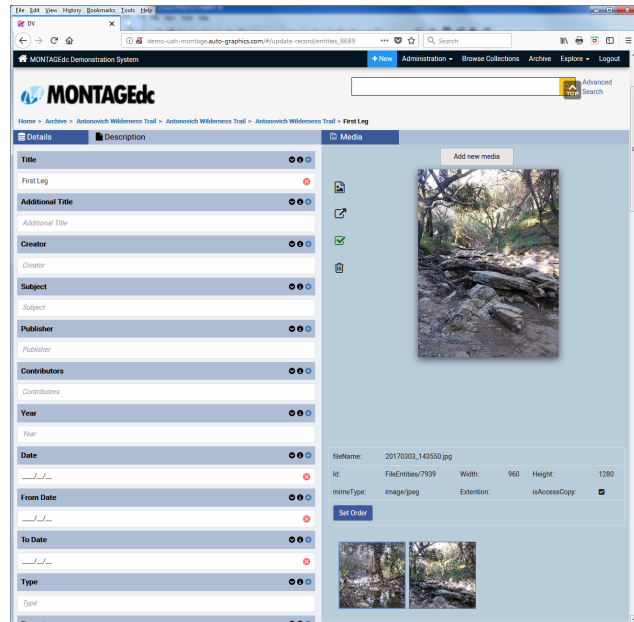 File Edit View History Bookmarks Tools Help
DV
demo-uah-montage.auto-graphics.com/#/update-record/entities_8689
Search
MONTAGEdc Demonstration System
+ New Administration Browse Collections Archive Explore Logout
MONTAGEdc
TOP
Advanced Search
Home > Archive > Antonovich Wilderness Trail > Antonovich Wilderness Trail > Antonovich Wilderness Trail > First Leg
Details Description Media
Add new media
Title
First Leg
Additional Title
Additional Title
Creator
Creator
Subject
Subject
Publisher
Publisher
Contributors
Contributors
Year
Year
Date
__/_/__
From Date
__/_/__
To Date
__/_/__
Type
Type
fileName: 20170303_143550.jpg
Id: FileEntities/7939 Width: 960 Height: 1280
mimeType: image/jpeg Extention: isAccessCopy:
Set Order